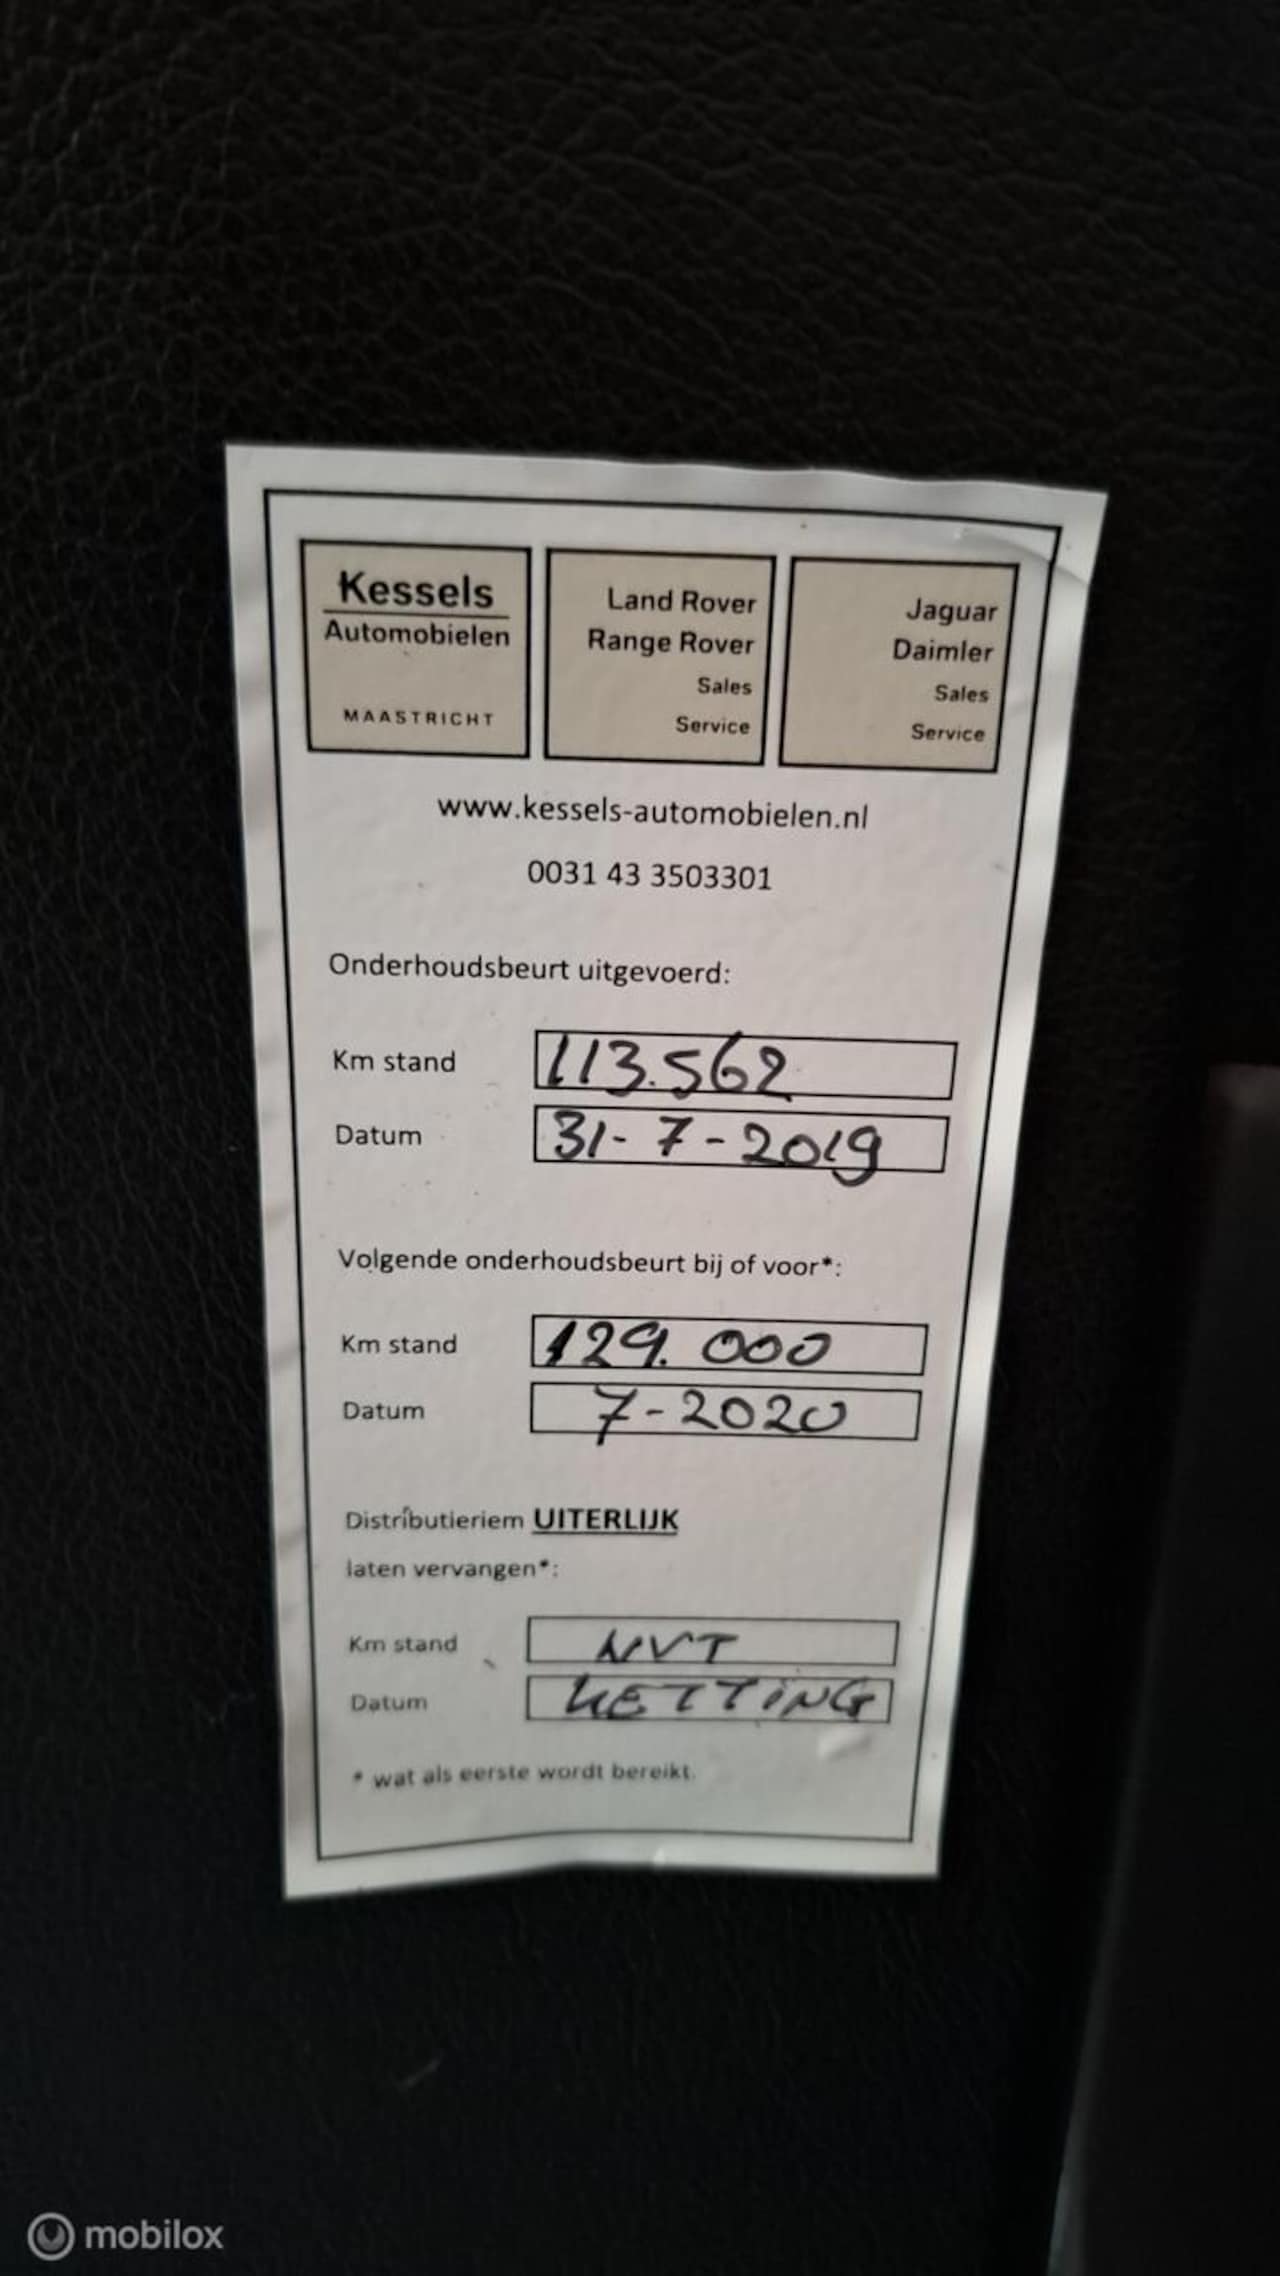 Kessels
Automobielen
MAASTRICHT
Land Rover
Range Rover
Sales
Service
Jaguar
Daimler
Sales
Service
www.kessels-automobielen.nl
0031 43 3503301
Onderhoudsbeurt uitgevoerd:
Km stand 113.562
Datum 31-7-2019
Volgende onderhoudsbeurt bij of voor*:
Km stand 129.000
Datum 7-2020
Distributieriem UITERLIJK
laten vervangen*:
Km stand NVT
Datum KETTING
* wat als eerste wordt bereikt.
mobilox